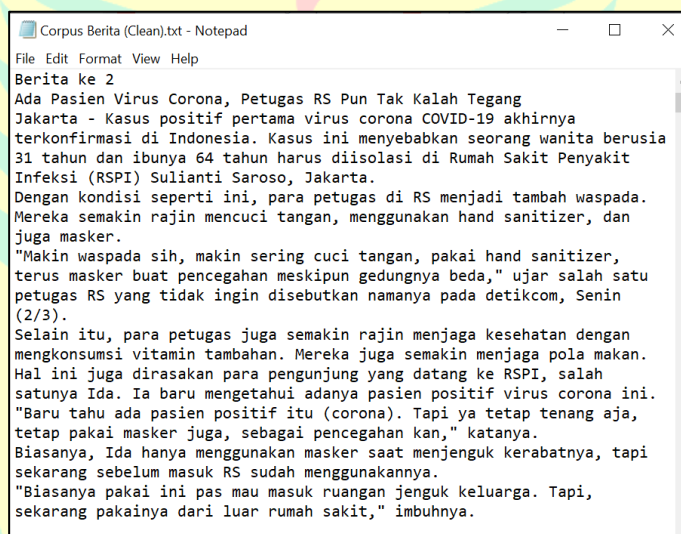 Corpus Berita (Clean).txt - Notepad
File Edit Format View Help
Berita ke 2
Ada Pasien Virus Corona, Petugas RS Pun Tak Kalah Tegang
Jakarta - Kasus positif pertama virus corona COVID-19 akhirnya
terkonfirmasi di Indonesia. Kasus ini menyebabkan seorang wanita berusia
31 tahun dan ibunya 64 tahun harus diisolasi di Rumah Sakit Penyakit
Infeksi (RSPI) Sulianti Saroso, Jakarta.
Dengan kondisi seperti ini, para petugas di RS menjadi tambah waspada.
Mereka semakin rajin mencuci tangan, menggunakan hand sanitizer, dan
juga masker.
"Makin waspada sih, makin sering cuci tangan, pakai hand sanitizer,
terus masker buat pencegahan meskipun gedungnya beda," ujar salah satu
petugas RS yang tidak ingin disebutkan namanya pada detikcom, Senin
(2/3).
Selain itu, para petugas juga semakin rajin menjaga kesehatan dengan
mengkonsumsi vitamin tambahan. Mereka juga semakin menjaga pola makan.
Hal ini juga dirasakan para pengunjung yang datang ke RSPI, salah
satunya Ida. Ia baru mengetahui adanya pasien positif virus corona ini.
"Baru tahu ada pasien positif itu (corona). Tapi ya tetap tenang aja,
tetap pakai masker juga, sebagai pencegahan kan," katanya.
Biasanya, Ida hanya menggunakan masker saat menjenguk kerabatnya, tapi
sekarang sebelum masuk RS sudah menggunakannya.
"Biasanya pakai ini pas mau masuk ruangan jenguk keluarga. Tapi,
sekarang pakainya dari luar rumah sakit," imbuhnya.